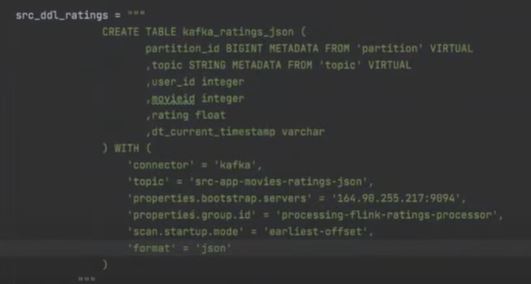 src_ddl_ratings = """
CREATE TABLE kafka_ratings_json (
partition_id BIGINT METADATA FROM 'partition' VIRTUAL
,topic STRING METADATA FROM 'topic' VIRTUAL
,user_id integer
,movieid integer
,rating float
,dt_current_timestamp varchar
) WITH (
'connector' = 'kafka',
'topic' = 'src-app-movies-ratings-json',
'properties.bootstrap.servers' = '164.90.255.217:9094',
'properties.group.id' = 'processing-flink-ratings-processor',
'scan.startup.mode' = 'earliest-offset',
'format' = 'json'
)
"""